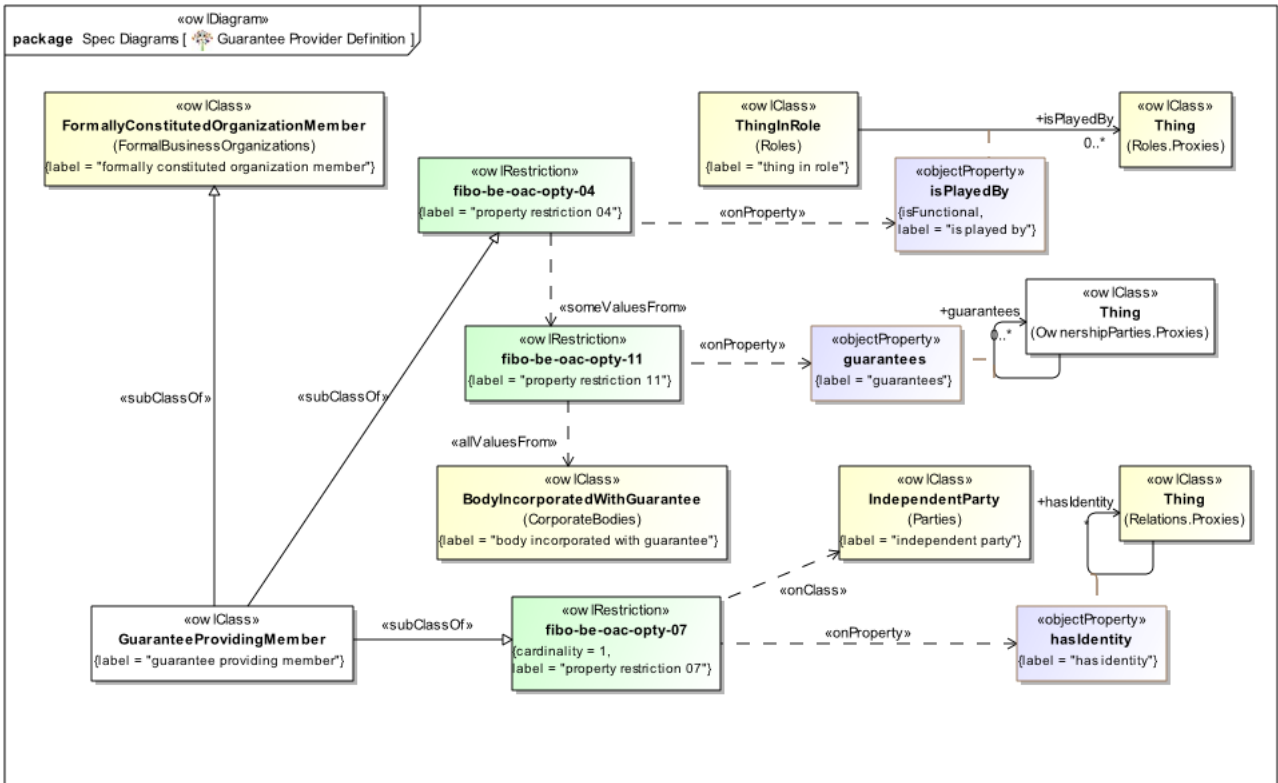 «owlDiagram»
package Spec Diagrams [ Guarantee Provider Definition ]
«owlClass»
FormallyConstitutedOrganizationMember
(FormalBusinessOrganizations)
{label = "formally constituted organization member"}
«owlClass»
ThingInRole
(Roles)
{label = "thing in role"}
+isPlayedBy
0..*
«owlClass»
Thing
(Roles.Proxies)
«owlRestriction»
fibo-be-oac-opty-04
{label = "property restriction 04"}
«onProperty»
«objectProperty»
isPlayedBy
{isFunctional,
label = "is played by"}
«someValuesFrom»
«owlRestriction»
fibo-be-oac-opty-11
{label = "property restriction 11"}
«onProperty»
«objectProperty»
guarantees
{label = "guarantees"}
+guarantees
0..*
«owlClass»
Thing
(OwnershipParties.Proxies)
«subClassOf»
«subClassOf»
«allValuesFrom»
«owlClass»
BodyIncorporatedWithGuarantee
(CorporateBodies)
{label = "body incorporated with guarantee"}
«owlClass»
IndependentParty
(Parties)
{label = "independent party"}
+hasIdentity
*
«owlClass»
Thing
(Relations.Proxies)
«onClass»
«owlClass»
GuaranteeProvidingMember
{label = "guarantee providing member"}
«subClassOf»
«owlRestriction»
fibo-be-oac-opty-07
{cardinality = 1,
label = "property restriction 07"}
«onProperty»
«objectProperty»
hasIdentity
{label = "has identity"}